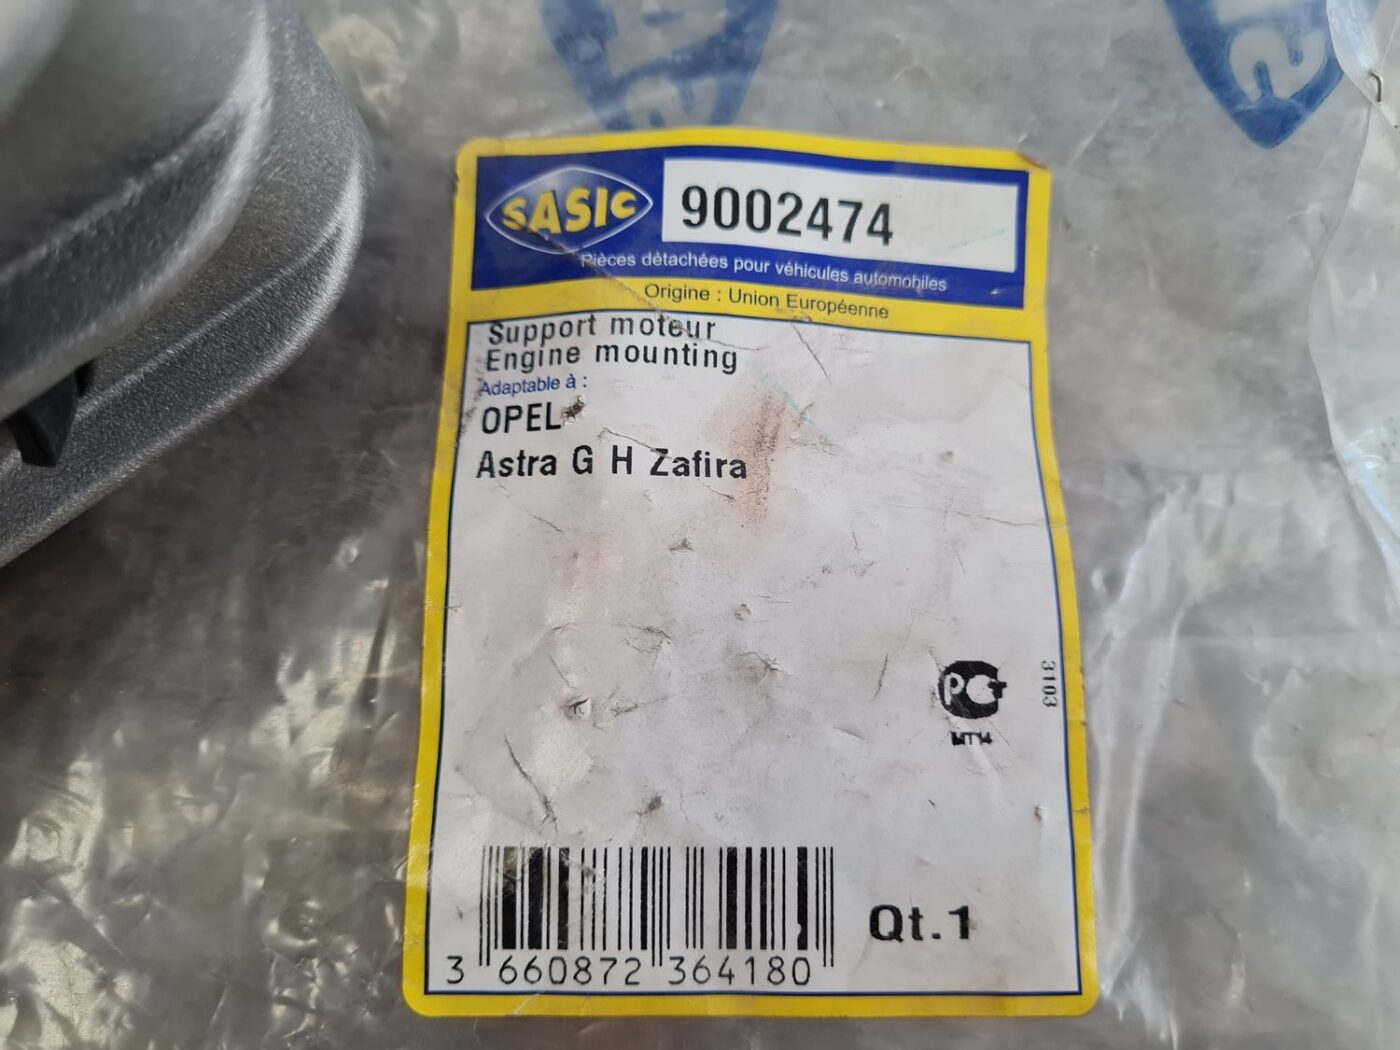 SASIC
9002474
Pièces détachées pour véhicules automobiles
Origine : Union Européenne
Support moteur
Engine mounting
Adaptable à :
OPEL
Astra G H Zafira
3103
MT14
Qt.1
3 660872 364180